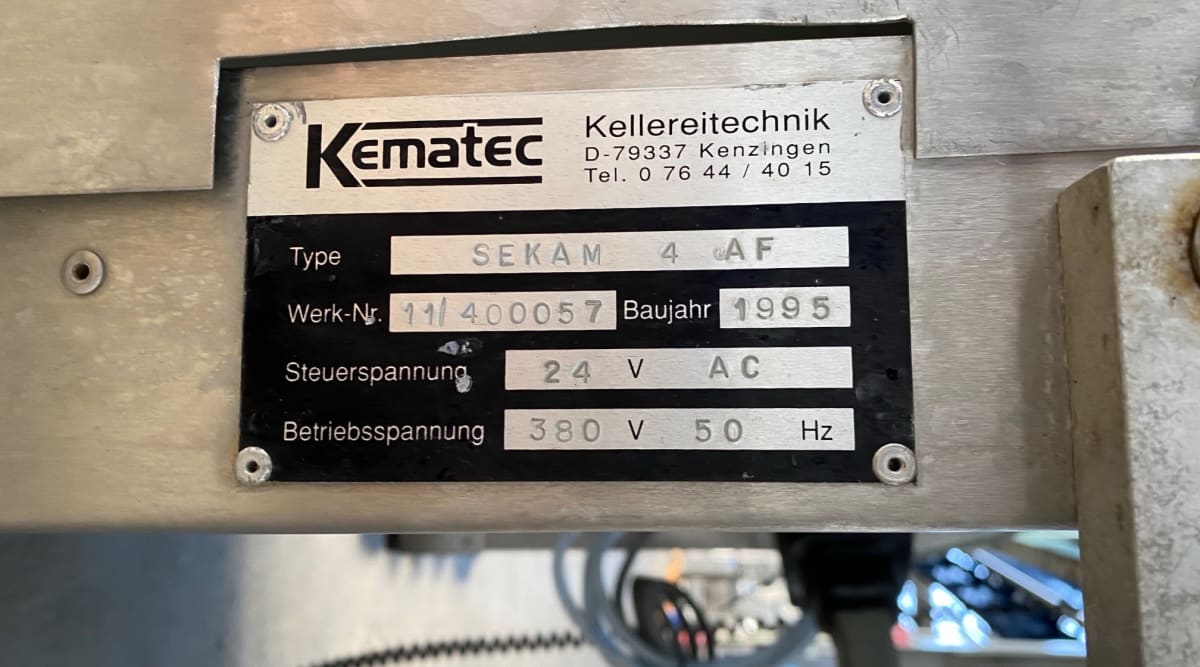 Kematec
Kellereitechnik
D-79337 Kenzingen
Tel. 0 76 44 / 40 15
Type SEKAM 4 AF
Werk-Nr. 11/400057 Baujahr 1995
Steuerspannung 24 V AC
Betriebsspannung 380 V 50 Hz